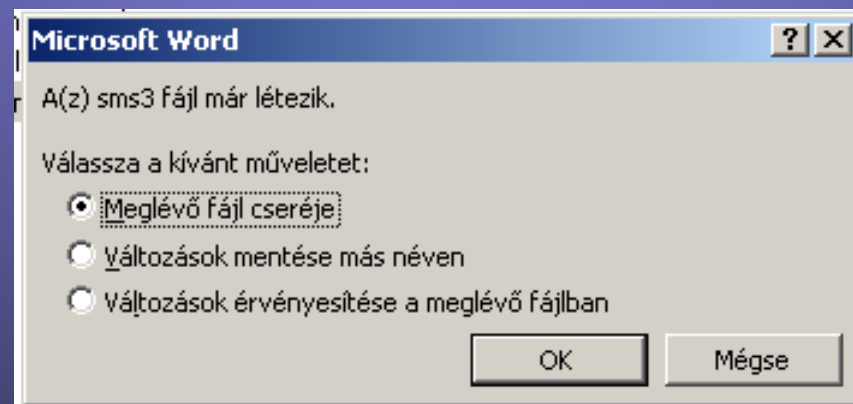 Microsoft Word
A(z) sms3 fájl már létezik.
Válassza a kívánt műveletet:
Meglévő fájl cseréje
Változások mentése más néven
Változások érvényesítése a meglévő fájlban
OK
Mégse